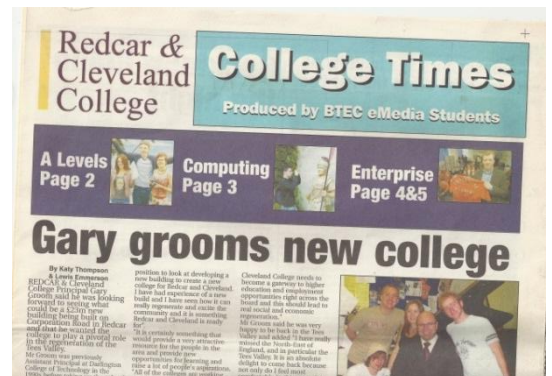 Redcar &
Cleveland
College
College Times
Produced by BTEC eMedia Students
A Levels
Page 2
Computing
Page 3
Enterprise
Page 4&5
Gary grooms new college
By Katy Thompson
& Lewis Emmerson
REDCAR & Cleveland
College Principal Gary
Groom said he was looking
forward to seeing what
could be a £23m new
building being built on
Corporation Road in Redcar
and that he wanted the
college to play a pivotal role
in the regeneration of the
Tees Valley.
Mr Groom was previously
Assistant Principal at Darlington
College of Technology in the
position to look at developing a
new building to create a new
college for Redcar and Cleveland.
I have had experience of a new
build and I have seen how it can
really regenerate and excite the
community and it is something
Redcar and Cleveland is ready
for".
"It is certainly something that
would provide a very attractive
resource for the people in the
area and provide new
opportunities for learning and
raise a lot of people's aspirations.
"All of the colleges are positive
Cleveland College needs to
become a gateway to higher
education and employment
opportunities right across the
board and this should lead to
real social and economic
regeneration."
Mr Groom said he was very
happy to be back in the Tees
Valley and added "I have really
missed the North-East of
England, and in particular the
Tees Valley. It is an absolute
delight to come back because
not only do I find most